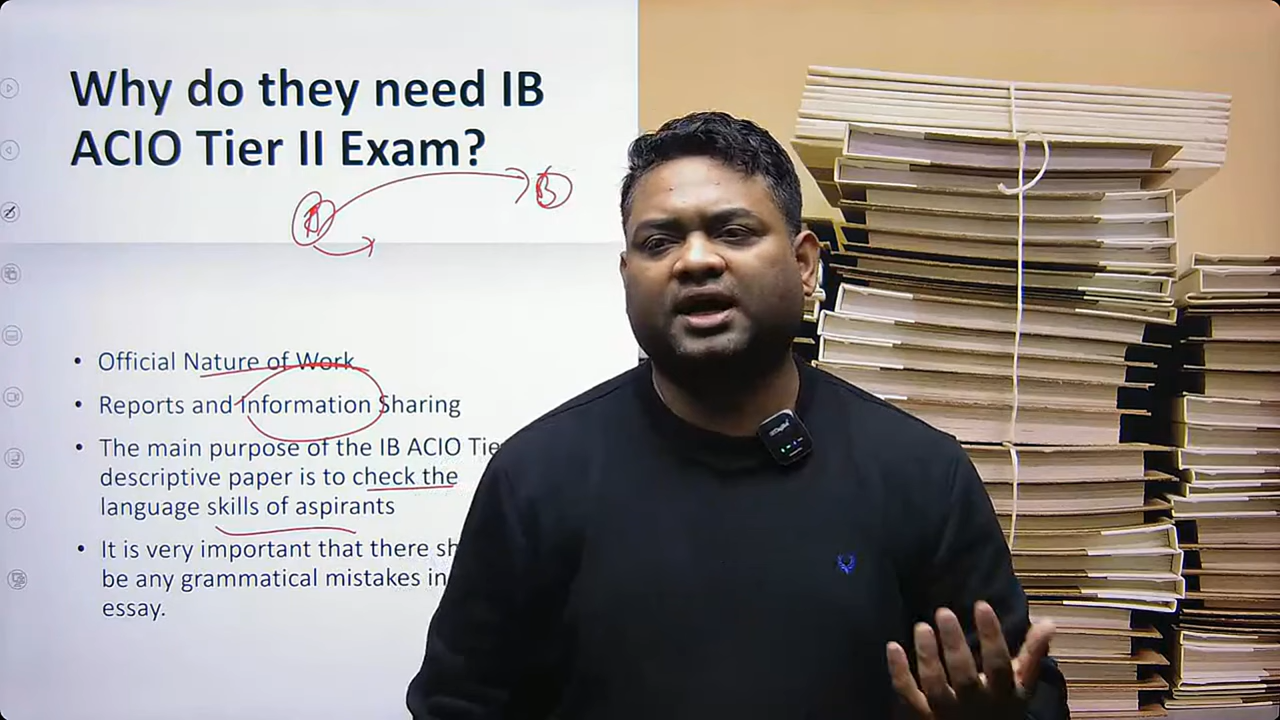 Why do they need IB
ACIO Tier II Exam?
A
B
• Official Nature of Work
• Reports and Information Sharing
• The main purpose of the IB ACIO
descriptive paper is to check the
language skills of aspirants
• It is very important that there
be any grammatical mistakes in
essay.